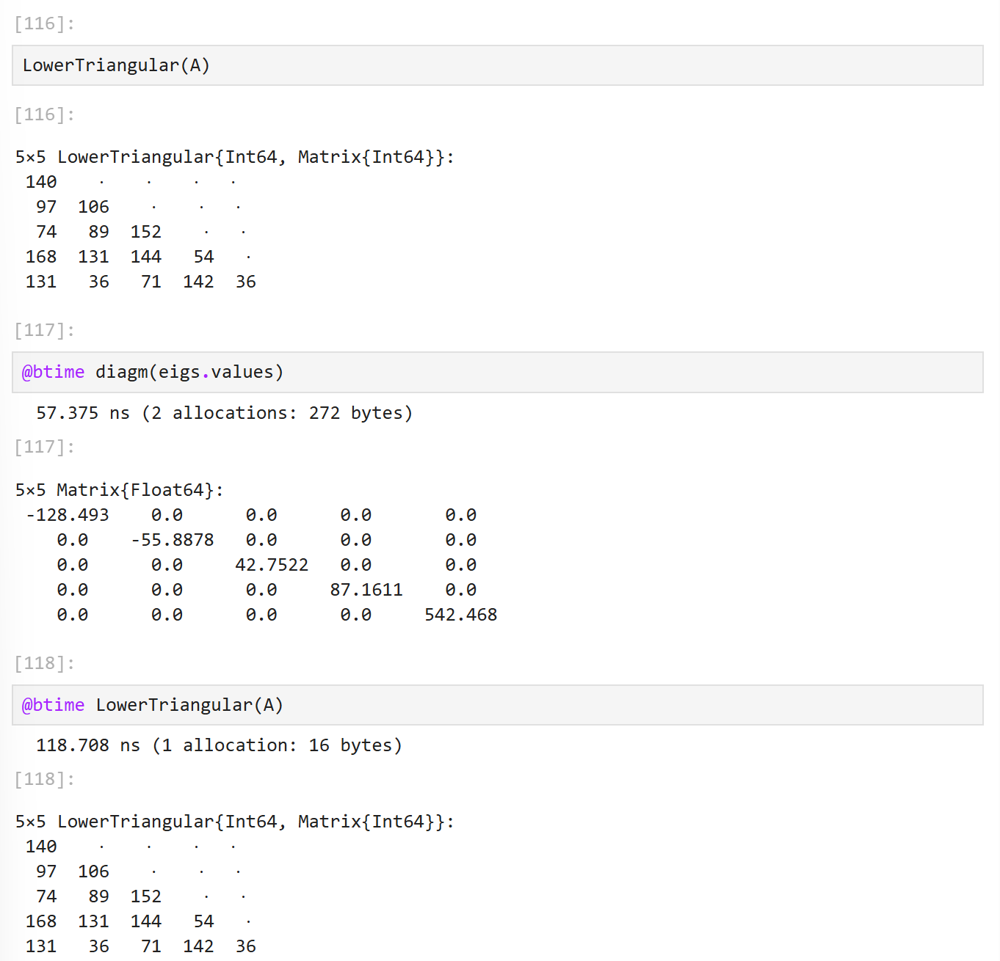 [116]:
LowerTriangular(A)
[116]:
5×5 LowerTriangular{Int64, Matrix{Int64}}:
 140    ⋅    ⋅    ⋅   ⋅
  97  106    ⋅    ⋅   ⋅
  74   89  152    ⋅   ⋅
 168  131  144   54   ⋅
 131   36   71  142  36
[117]:
@btime diagm(eigs.values)
  57.375 ns (2 allocations: 272 bytes)
[117]:
5×5 Matrix{Float64}:
 -128.493    0.0      0.0      0.0       0.0
    0.0    -55.8878   0.0      0.0       0.0
    0.0      0.0     42.7522   0.0       0.0
    0.0      0.0      0.0     87.1611    0.0
    0.0      0.0      0.0      0.0     542.468
[118]:
@btime LowerTriangular(A)
  118.708 ns (1 allocation: 16 bytes)
[118]:
5×5 LowerTriangular{Int64, Matrix{Int64}}:
 140    ⋅    ⋅    ⋅   ⋅
  97  106    ⋅    ⋅   ⋅
  74   89  152    ⋅   ⋅
 168  131  144   54   ⋅
 131   36   71  142  36